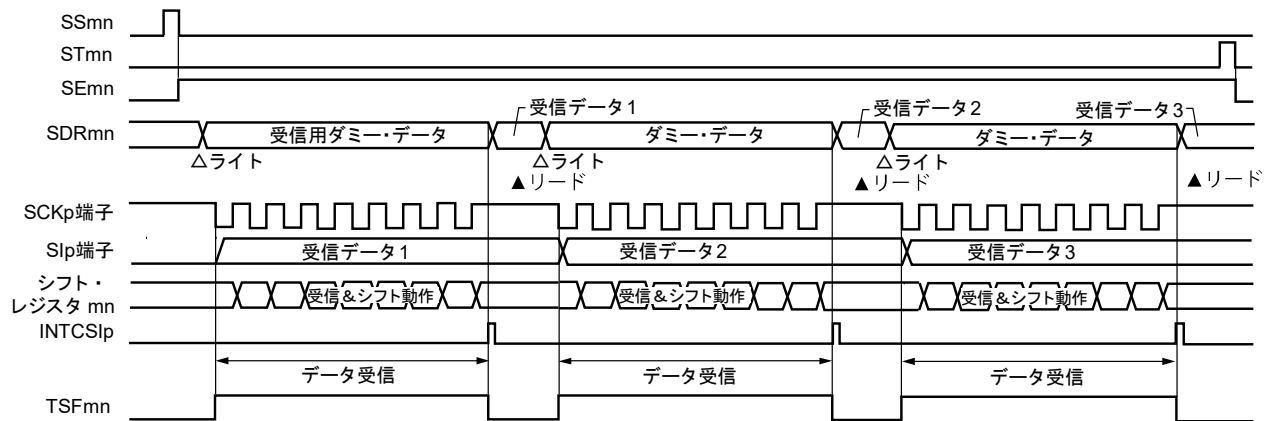 SSmn
STmn
SEmn
受信データ1
受信データ2
受信データ3
SDRmn
受信用ダミー・データ
ダミー・データ
ダミー・データ
△ライト
△ライト
△ライト
▲リード
▲リード
▲リード
SCKp端子
SIp端子
受信データ1
受信データ2
受信データ3
シフト・
レジスタ mn
受信&シフト動作
受信&シフト動作
受信&シフト動作
INTCSIp
データ受信
データ受信
データ受信
TSFmn